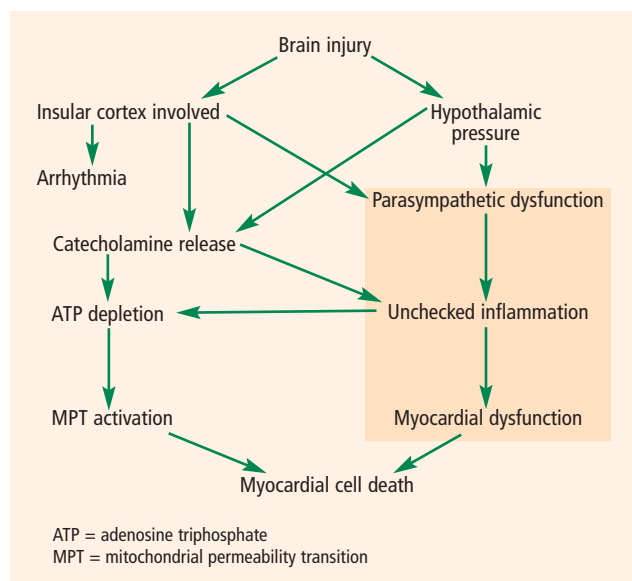 Brain injury
Insular cortex involved
Hypothalamic
pressure
Arrhythmia
Parasympathetic dysfunction
Catecholamine release
ATP depletion
Unchecked inflammation
MPT activation
Myocardial dysfunction
Myocardial cell death
ATP = adenosine triphosphate
MPT = mitochondrial permeability transition